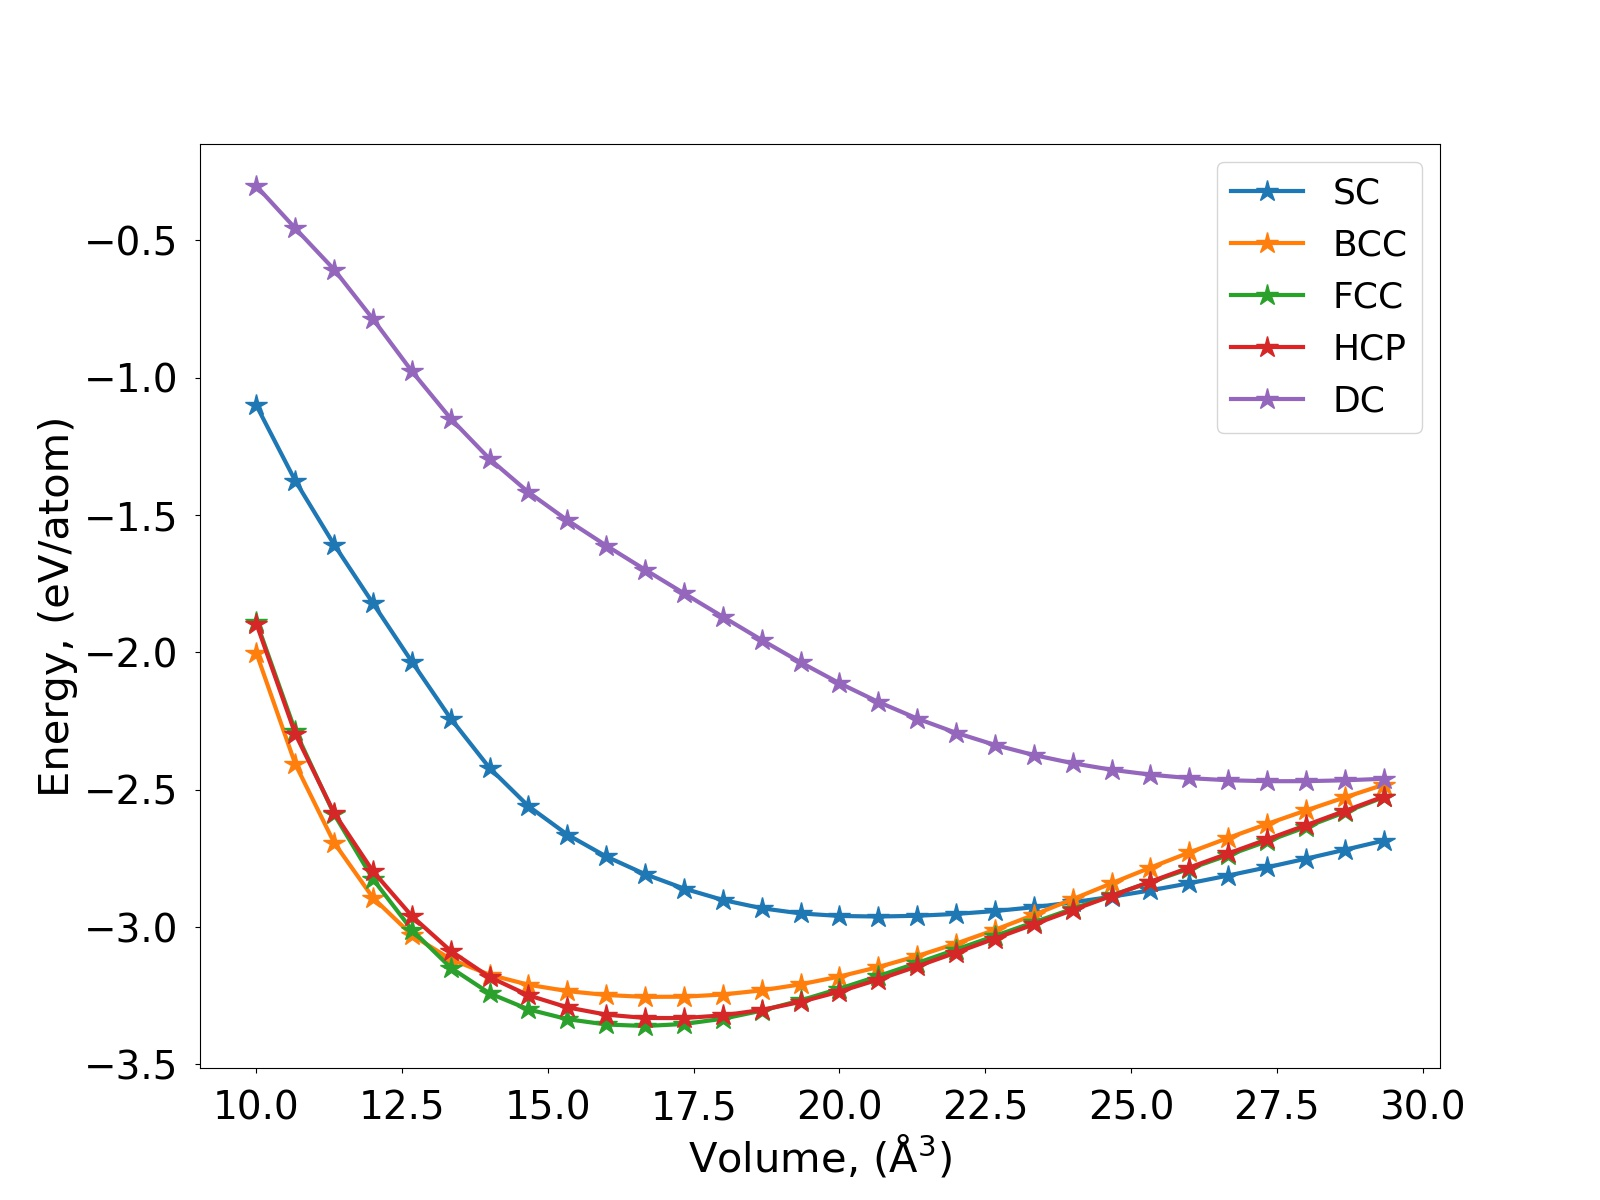 SC
BCC
FCC
HCP
DC
−0.5
−1.0
−1.5
−2.0
−2.5
−3.0
−3.5
Energy, (eV/atom)
10.0 12.5 15.0 17.5 20.0 22.5 25.0 27.5 30.0
Volume, (Å³)